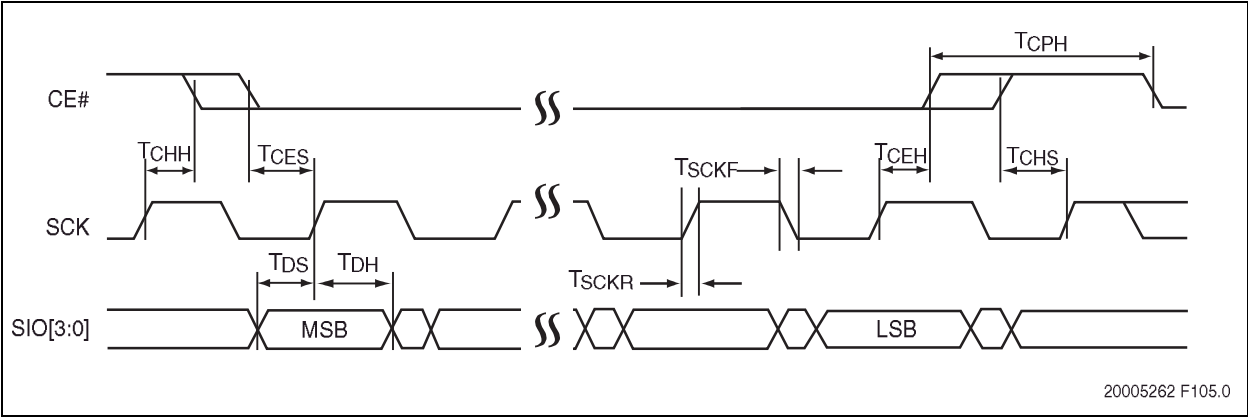 TCPH
CE#
TCHH
TCES
TSCKF
TCEH
TCHS
SCK
TDS
TDH
TSCKR
SIO[3:0]
MSB
LSB
20005262 F105.0